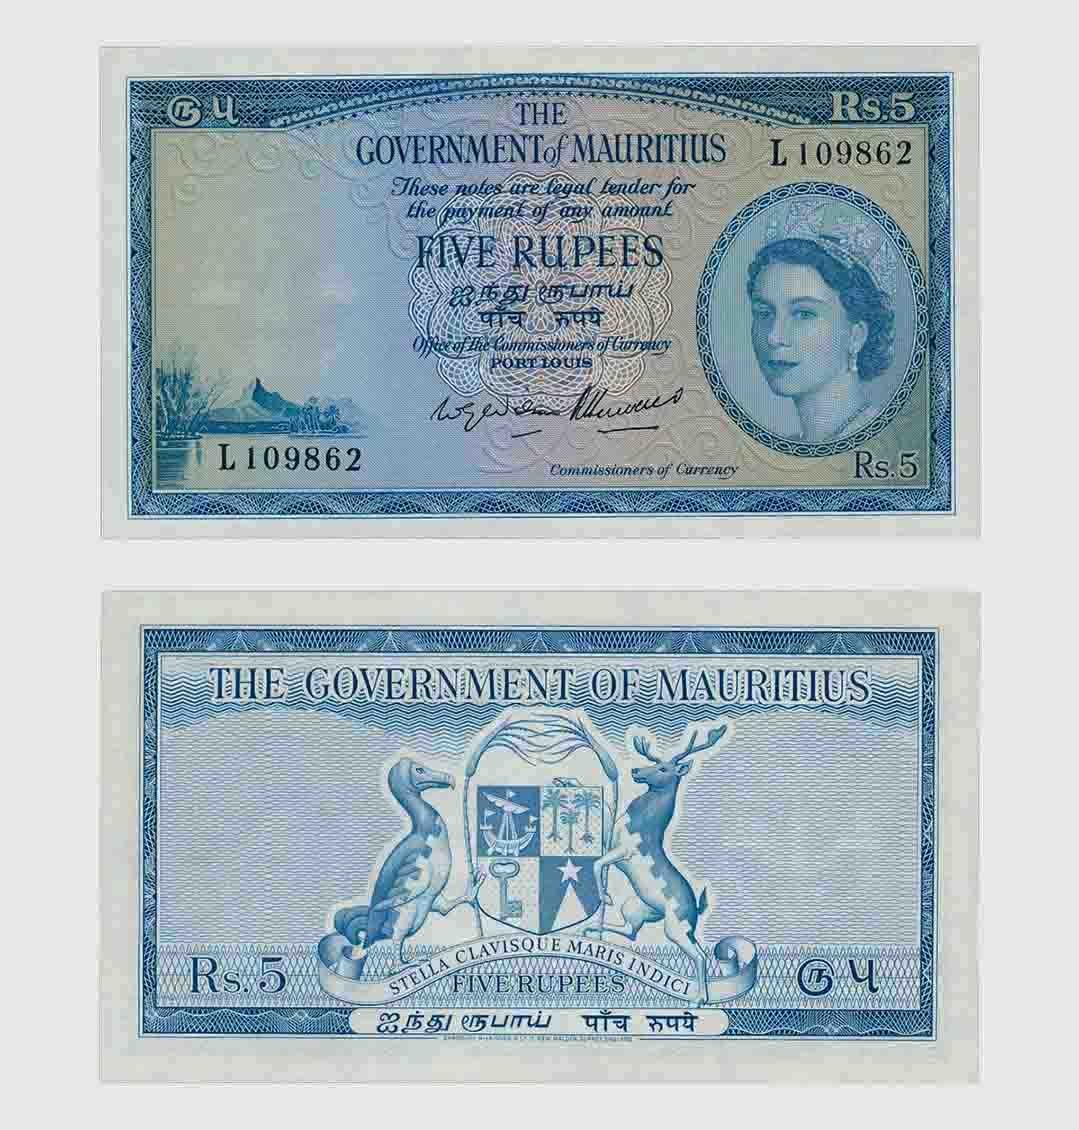 ௹ ५
Rs.5
THE
GOVERNMENT of MAURITIUS
L 109862
These notes are legal tender for
the payment of any amount
FIVE RUPEES
ஐந்து ரூபாய்
पाँच रुपये
Office of the Commissioners of Currency
PORT LOUIS
L 109862
Commissioners of Currency
Rs.5
THE GOVERNMENT OF MAURITIUS
STELLA CLAVISQUE MARIS INDICI
Rs.5
FIVE RUPEES
௹ ५
ஐந்து ரூபாய் पाँच रुपये